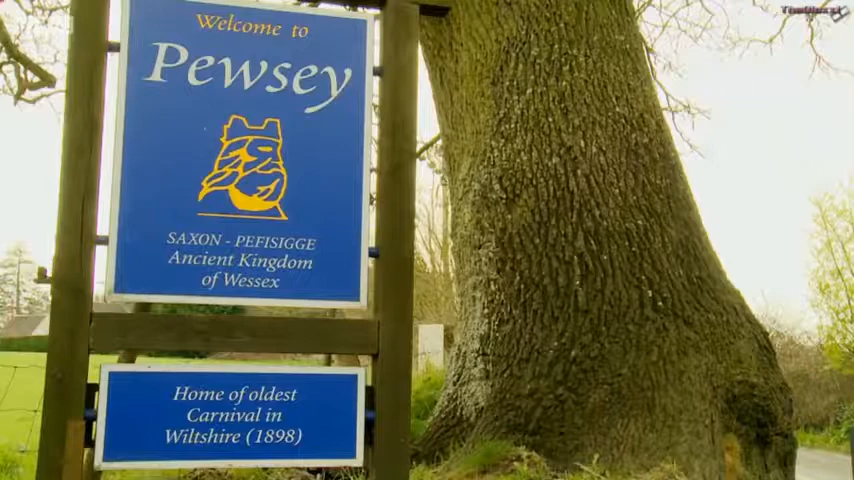 Welcome to
Pewsey
SAXON - PEFISIGGE
Ancient Kingdom
of Wessex
Home of oldest
Carnival in
Wiltshire (1898)